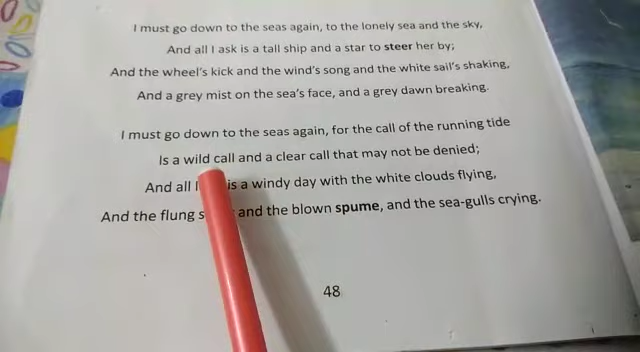 I must go down to the seas again, to the lonely sea and the sky,
And all I ask is a tall ship and a star to steer her by;
And the wheel's kick and the wind's song and the white sail's shaking,
And a grey mist on the sea's face, and a grey dawn breaking.
I must go down to the seas again, for the call of the running tide
Is a wild call and a clear call that may not be denied;
And all I is a windy day with the white clouds flying,
And the flung and the blown spume, and the sea-gulls crying.
48